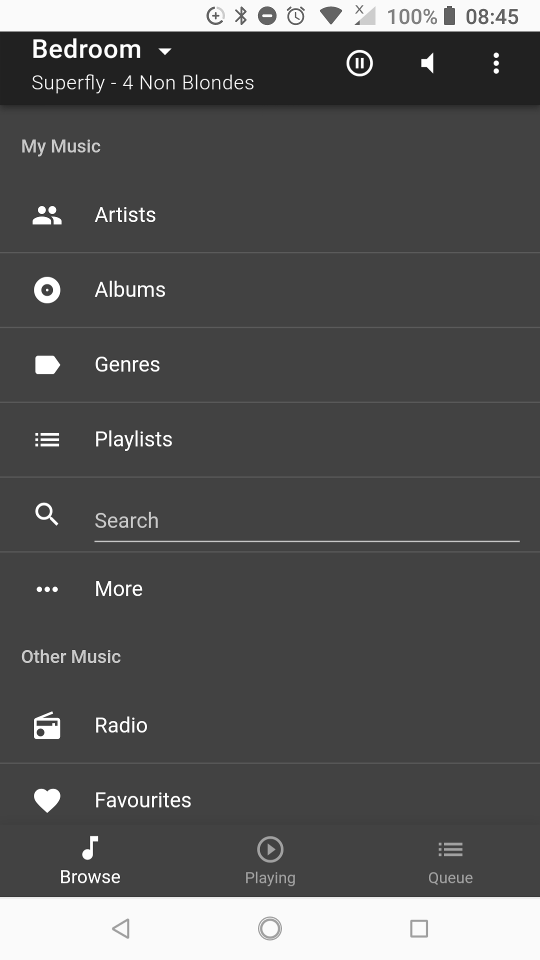 100% 08:45
Bedroom
Superfly - 4 Non Blondes
My Music
Artists
Albums
Genres
Playlists
Search
More
Other Music
Radio
Favourites
Browse Playing Queue